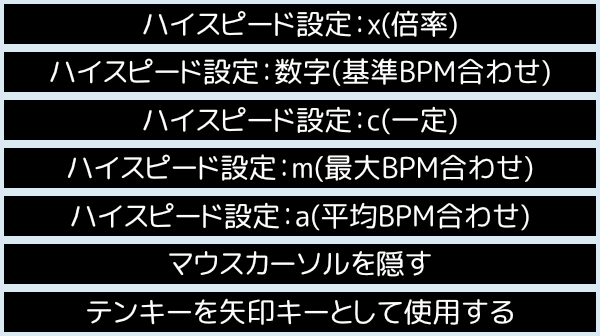 ハイスピード設定：x(倍率)
ハイスピード設定：数字(基準BPM合わせ)
ハイスピード設定：c(一定)
ハイスピード設定：m(最大BPM合わせ)
ハイスピード設定：a(平均BPM合わせ)
マウスカーソルを隠す
テンキーを矢印キーとして使用する